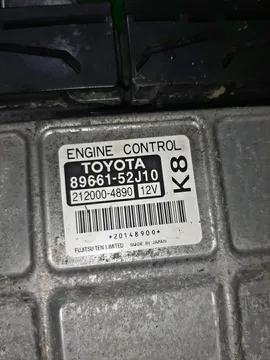 ENGINE CONTROL
TOYOTA
89661-52J10
212000-4890 12V
K8
*20148900*
FUJITSU TEN LIMITED MADE IN JAPAN